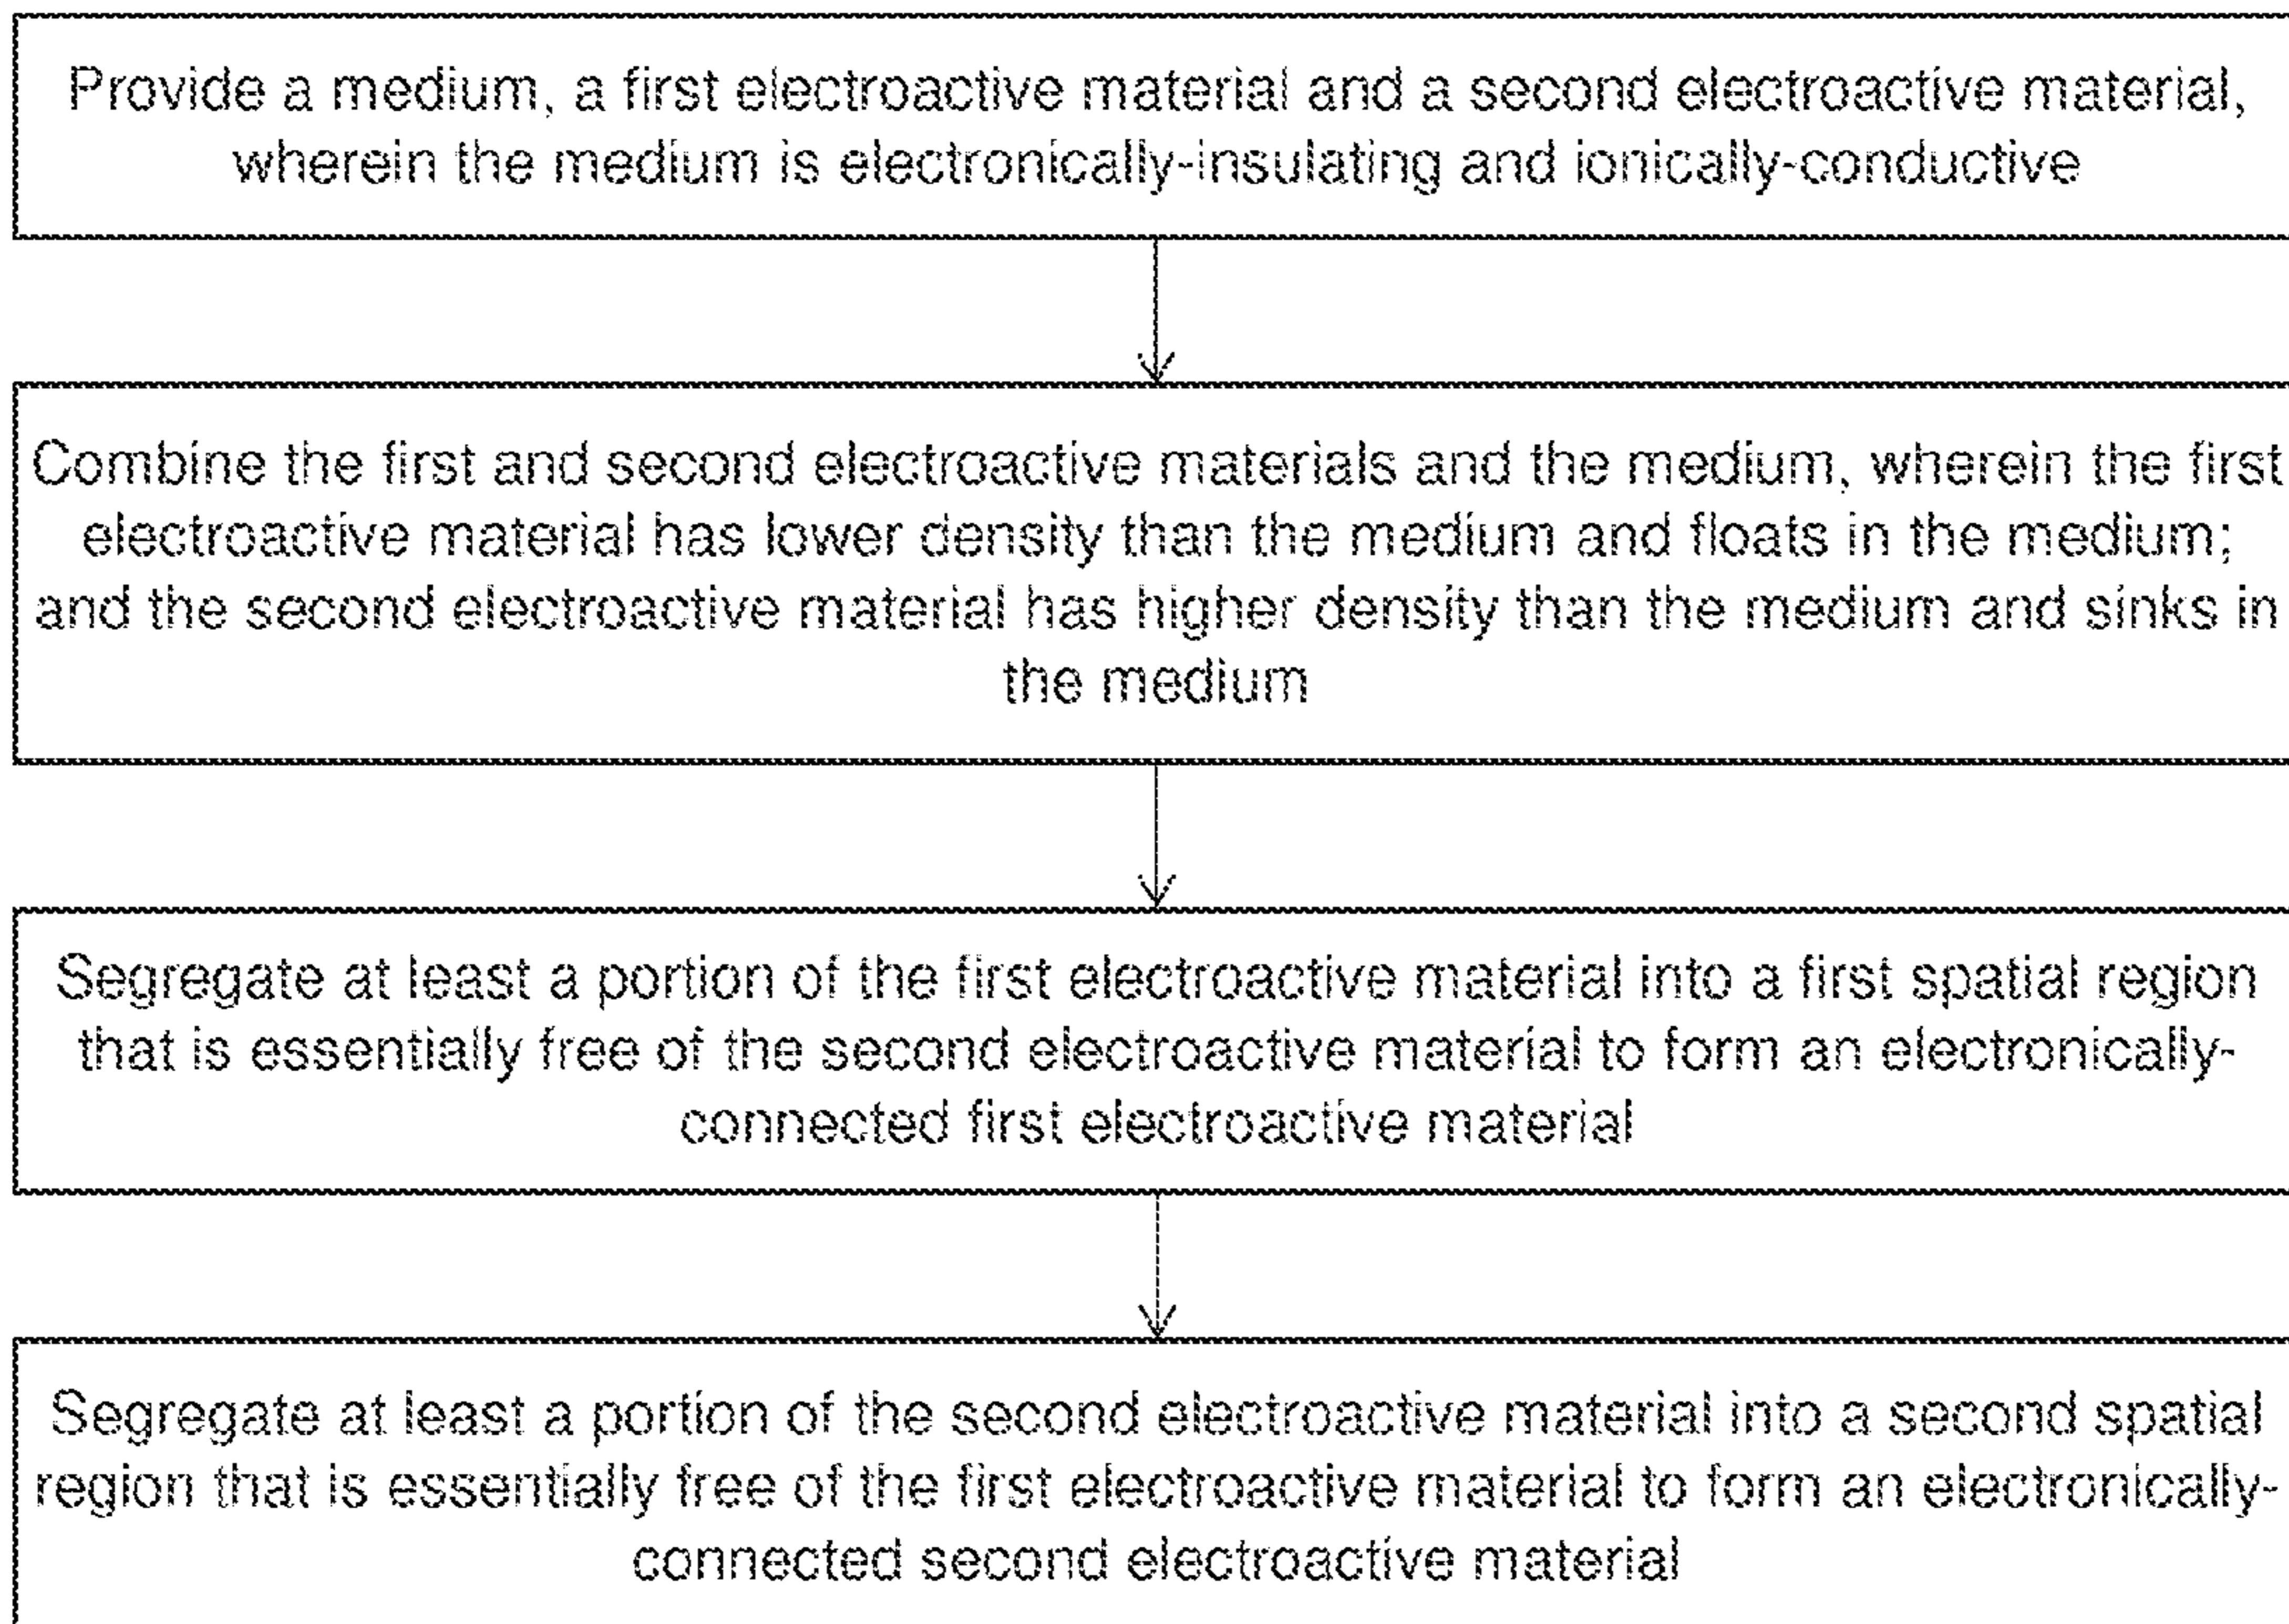 Provide a medium, a first electroactive material and a second electroactive material,
wherein the medium is electronically-insulating and ionically-conductive
Combine the first and second electroactive materials and the medium, wherein the first
electroactive material has lower density than the medium and floats in the medium;
and the second electroactive material has higher density than the medium and sinks in
the medium
Segregate at least a portion of the first electroactive material into a first spatial region
that is essentially free of the second electroactive material to form an electronically-
connected first electroactive material
Segregate at least a portion of the second electroactive material into a second spatial
region that is essentially free of the first electroactive material to form an electronically-
connected second electroactive material